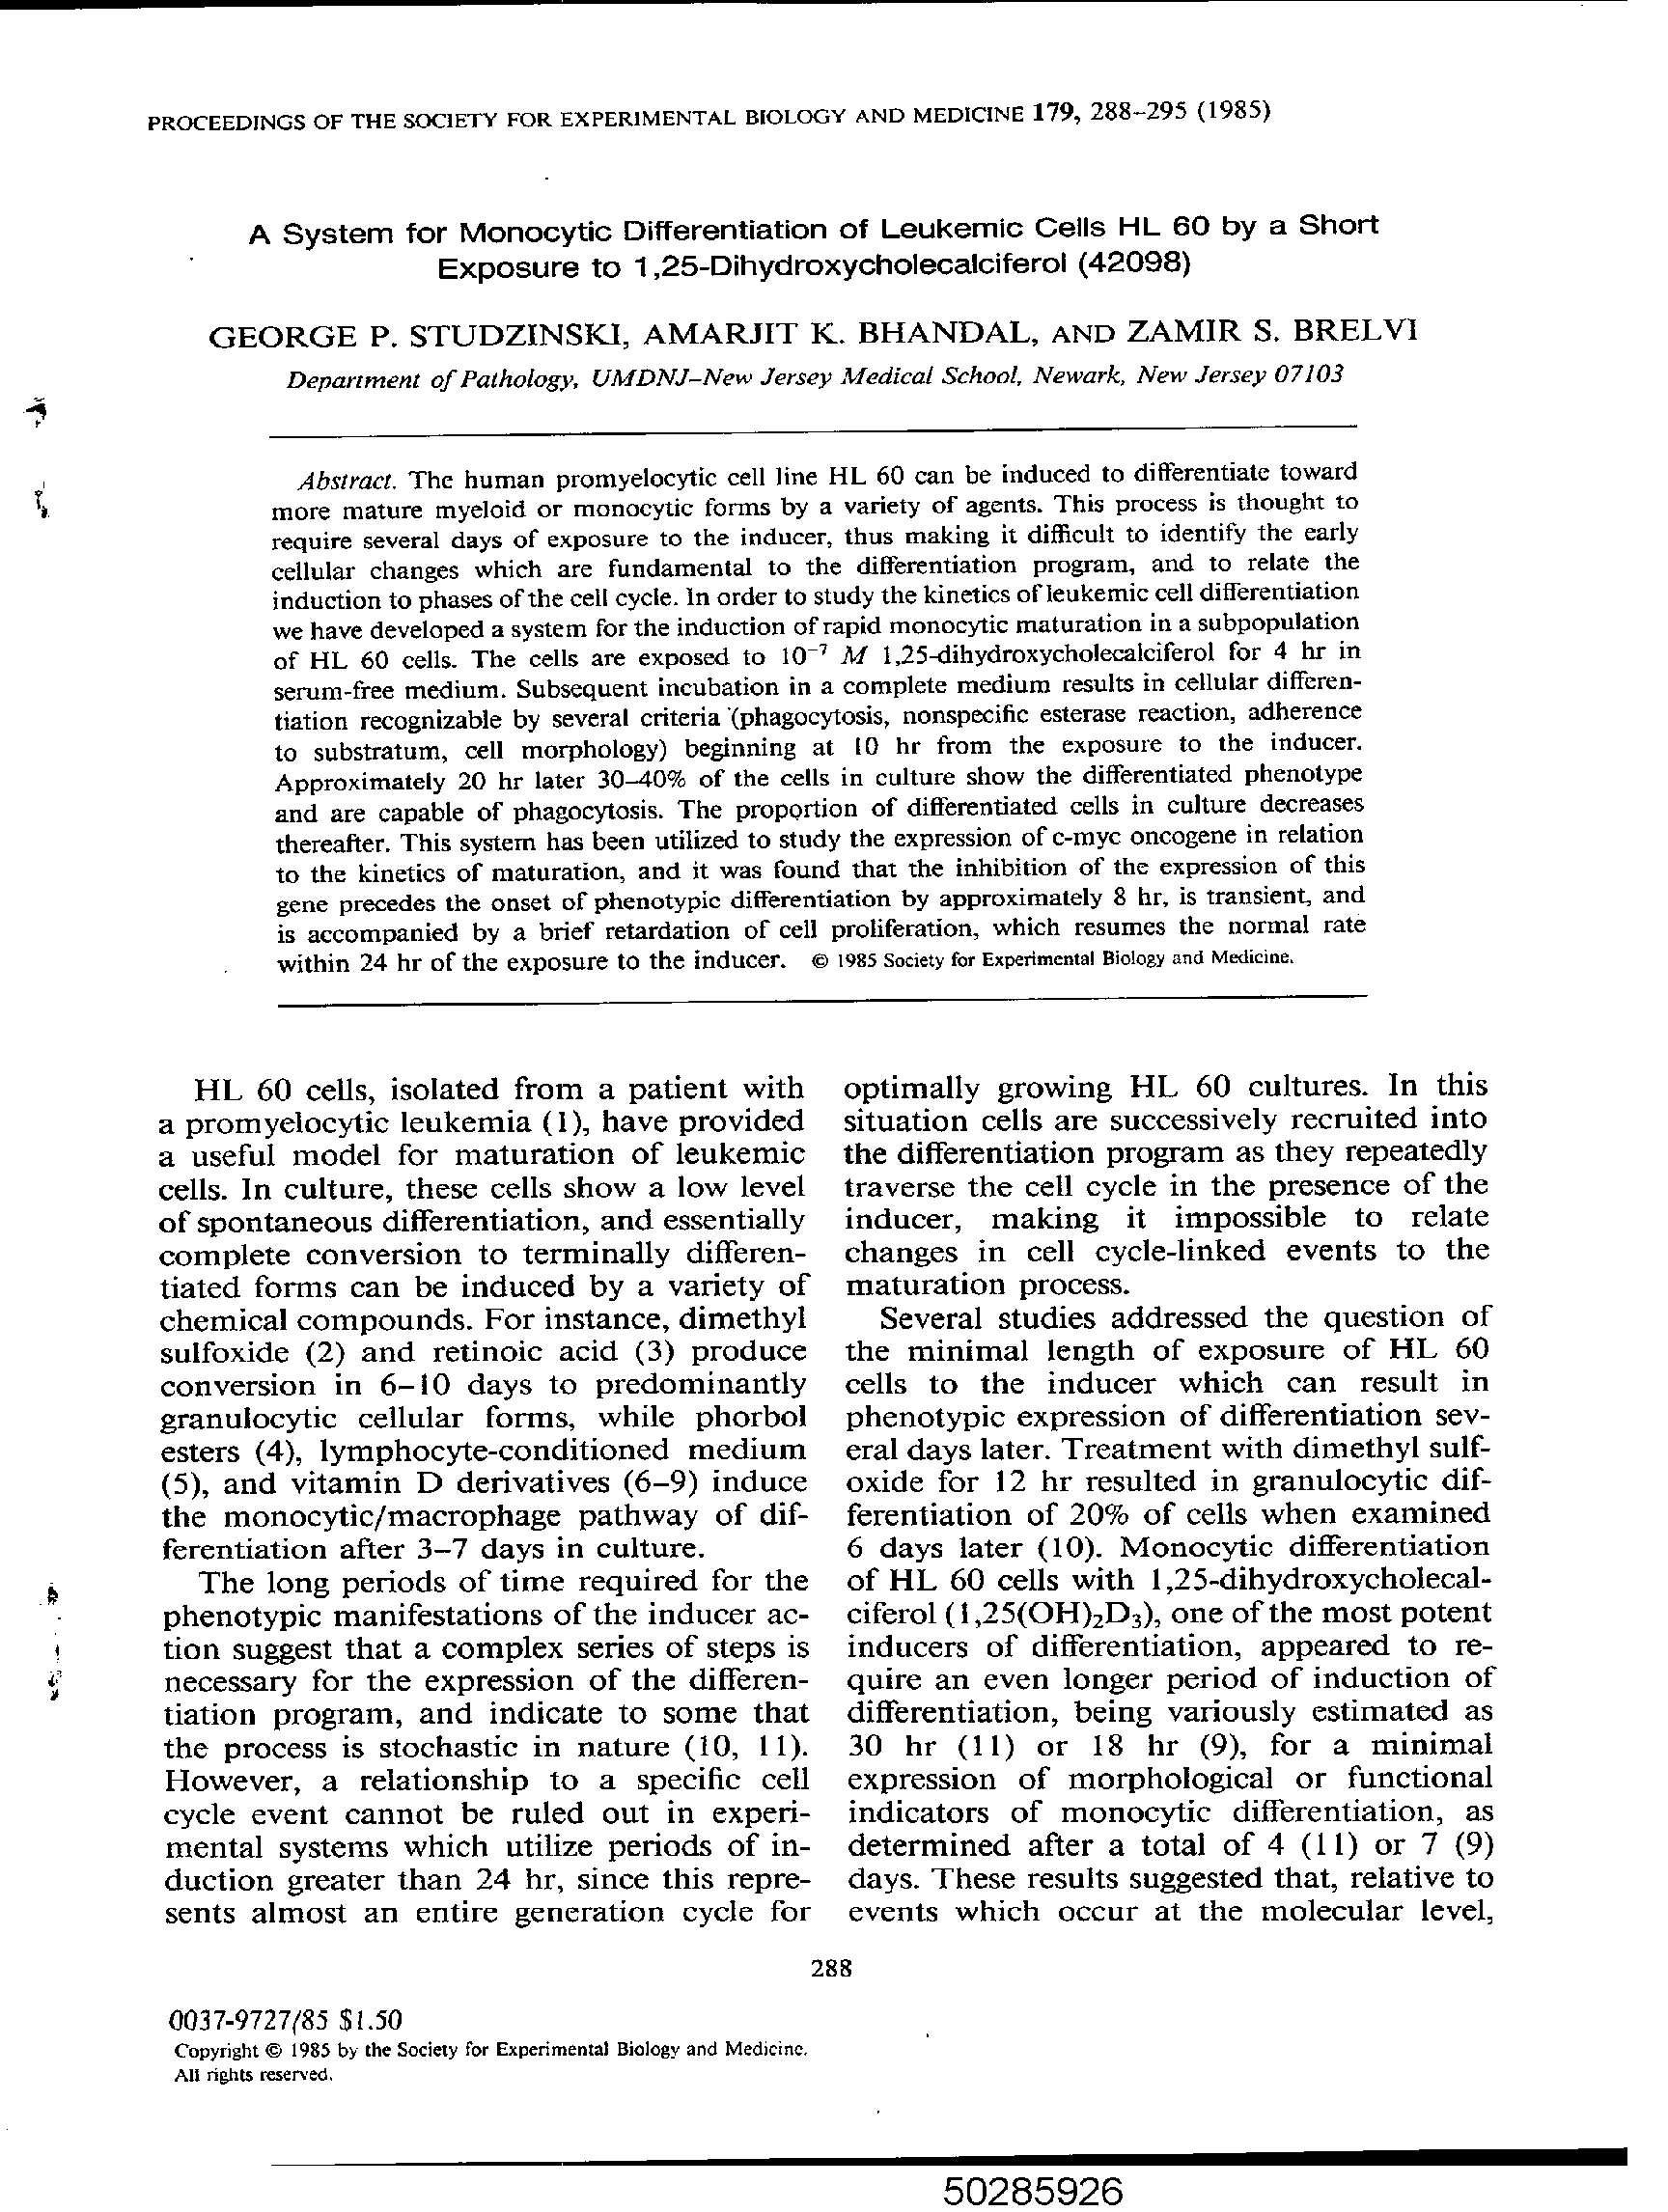 PROCEEDINGS OF THE SOCIETY FOR EXPERIMENTAL BIOLOGY AND MEDICINE 179, 288–295 (1985)
A System for Monocytic Differentiation of Leukemic Cells HL 60 by a Short
Exposure to 1,25-Dihydroxycholecalciferol (42098)
GEORGE P. STUDZINSKI, AMARJIT K. BHANDAL, AND ZAMIR S. BRELVI
Department of Pathology, UMDNJ–New Jersey Medical School, Newark, New Jersey 07103
Abstract. The human promyelocytic cell line HL 60 can be induced to differentiate toward
more mature myeloid or monocytic forms by a variety of agents. This process is thought to
require several days of exposure to the inducer, thus making it difficult to identify the early
cellular changes which are fundamental to the differentiation program, and to relate the
induction to phases of the cell cycle. In order to study the kinetics of leukemic cell differentiation
we have developed a system for the induction of rapid monocytic maturation in a subpopulation
of HL 60 cells. The cells are exposed to 10⁻⁷ M 1,25-dihydroxycholecalciferol for 4 hr in
serum-free medium. Subsequent incubation in a complete medium results in cellular differen-
tiation recognizable by several criteria (phagocytosis, nonspecific esterase reaction, adherence
to substratum, cell morphology) beginning at 10 hr from the exposure to the inducer.
Approximately 20 hr later 30–40% of the cells in culture show the differentiated phenotype
and are capable of phagocytosis. The proportion of differentiated cells in culture decreases
thereafter. This system has been utilized to study the expression of c-myc oncogene in relation
to the kinetics of maturation, and it was found that the inhibition of the expression of this
gene precedes the onset of phenotypic differentiation by approximately 8 hr, is transient, and
is accompanied by a brief retardation of cell proliferation, which resumes the normal rate
within 24 hr of the exposure to the inducer. © 1985 Society for Experimental Biology and Medicine.
HL 60 cells, isolated from a patient with
a promyelocytic leukemia (1), have provided
a useful model for maturation of leukemic
cells. In culture, these cells show a low level
of spontaneous differentiation, and essentially
complete conversion to terminally differen-
tiated forms can be induced by a variety of
chemical compounds. For instance, dimethyl
sulfoxide (2) and retinoic acid (3) produce
conversion in 6–10 days to predominantly
granulocytic cellular forms, while phorbol
esters (4), lymphocyte-conditioned medium
(5), and vitamin D derivatives (6–9) induce
the monocytic/macrophage pathway of dif-
ferentiation after 3–7 days in culture.
The long periods of time required for the
phenotypic manifestations of the inducer ac-
tion suggest that a complex series of steps is
necessary for the expression of the differen-
tiation program, and indicate to some that
the process is stochastic in nature (10, 11).
However, a relationship to a specific cell
cycle event cannot be ruled out in experi-
mental systems which utilize periods of in-
duction greater than 24 hr, since this repre-
sents almost an entire generation cycle for
optimally growing HL 60 cultures. In this
situation cells are successively recruited into
the differentiation program as they repeatedly
traverse the cell cycle in the presence of the
inducer, making it impossible to relate
changes in cell cycle-linked events to the
maturation process.
Several studies addressed the question of
the minimal length of exposure of HL 60
cells to the inducer which can result in
phenotypic expression of differentiation sev-
eral days later. Treatment with dimethyl sulf-
oxide for 12 hr resulted in granulocytic dif-
ferentiation of 20% of cells when examined
6 days later (10). Monocytic differentiation
of HL 60 cells with 1,25-dihydroxycholecal-
ciferol (1,25(OH)₂D₃), one of the most potent
inducers of differentiation, appeared to re-
quire an even longer period of induction of
differentiation, being variously estimated as
30 hr (11) or 18 hr (9), for a minimal
expression of morphological or functional
indicators of monocytic differentiation, as
determined after a total of 4 (11) or 7 (9)
days. These results suggested that, relative to
events which occur at the molecular level,
288
0037-9727/85 $1.50
Copyright © 1985 by the Society for Experimental Biology and Medicine.
All rights reserved.
50285926